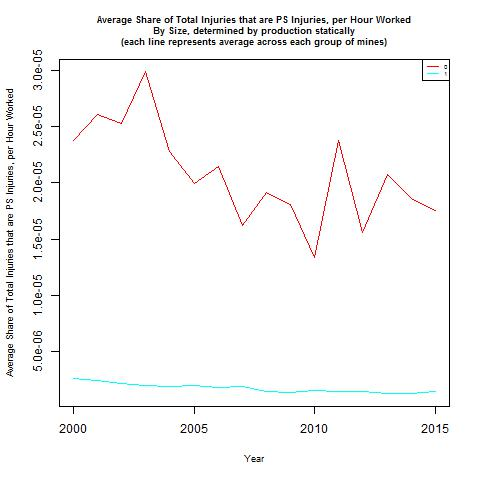 Average Share of Total Injuries that are PS Injuries, per Hour Worked
By Size, determined by production statically
(each line represents average across each group of mines)
0
1
Average Share of Total Injuries that are PS Injuries, per Hour Worked
3.0e-05
2.5e-05
2.0e-05
1.5e-05
1.0e-05
5.0e-06
2000
2005
2010
2015
Year